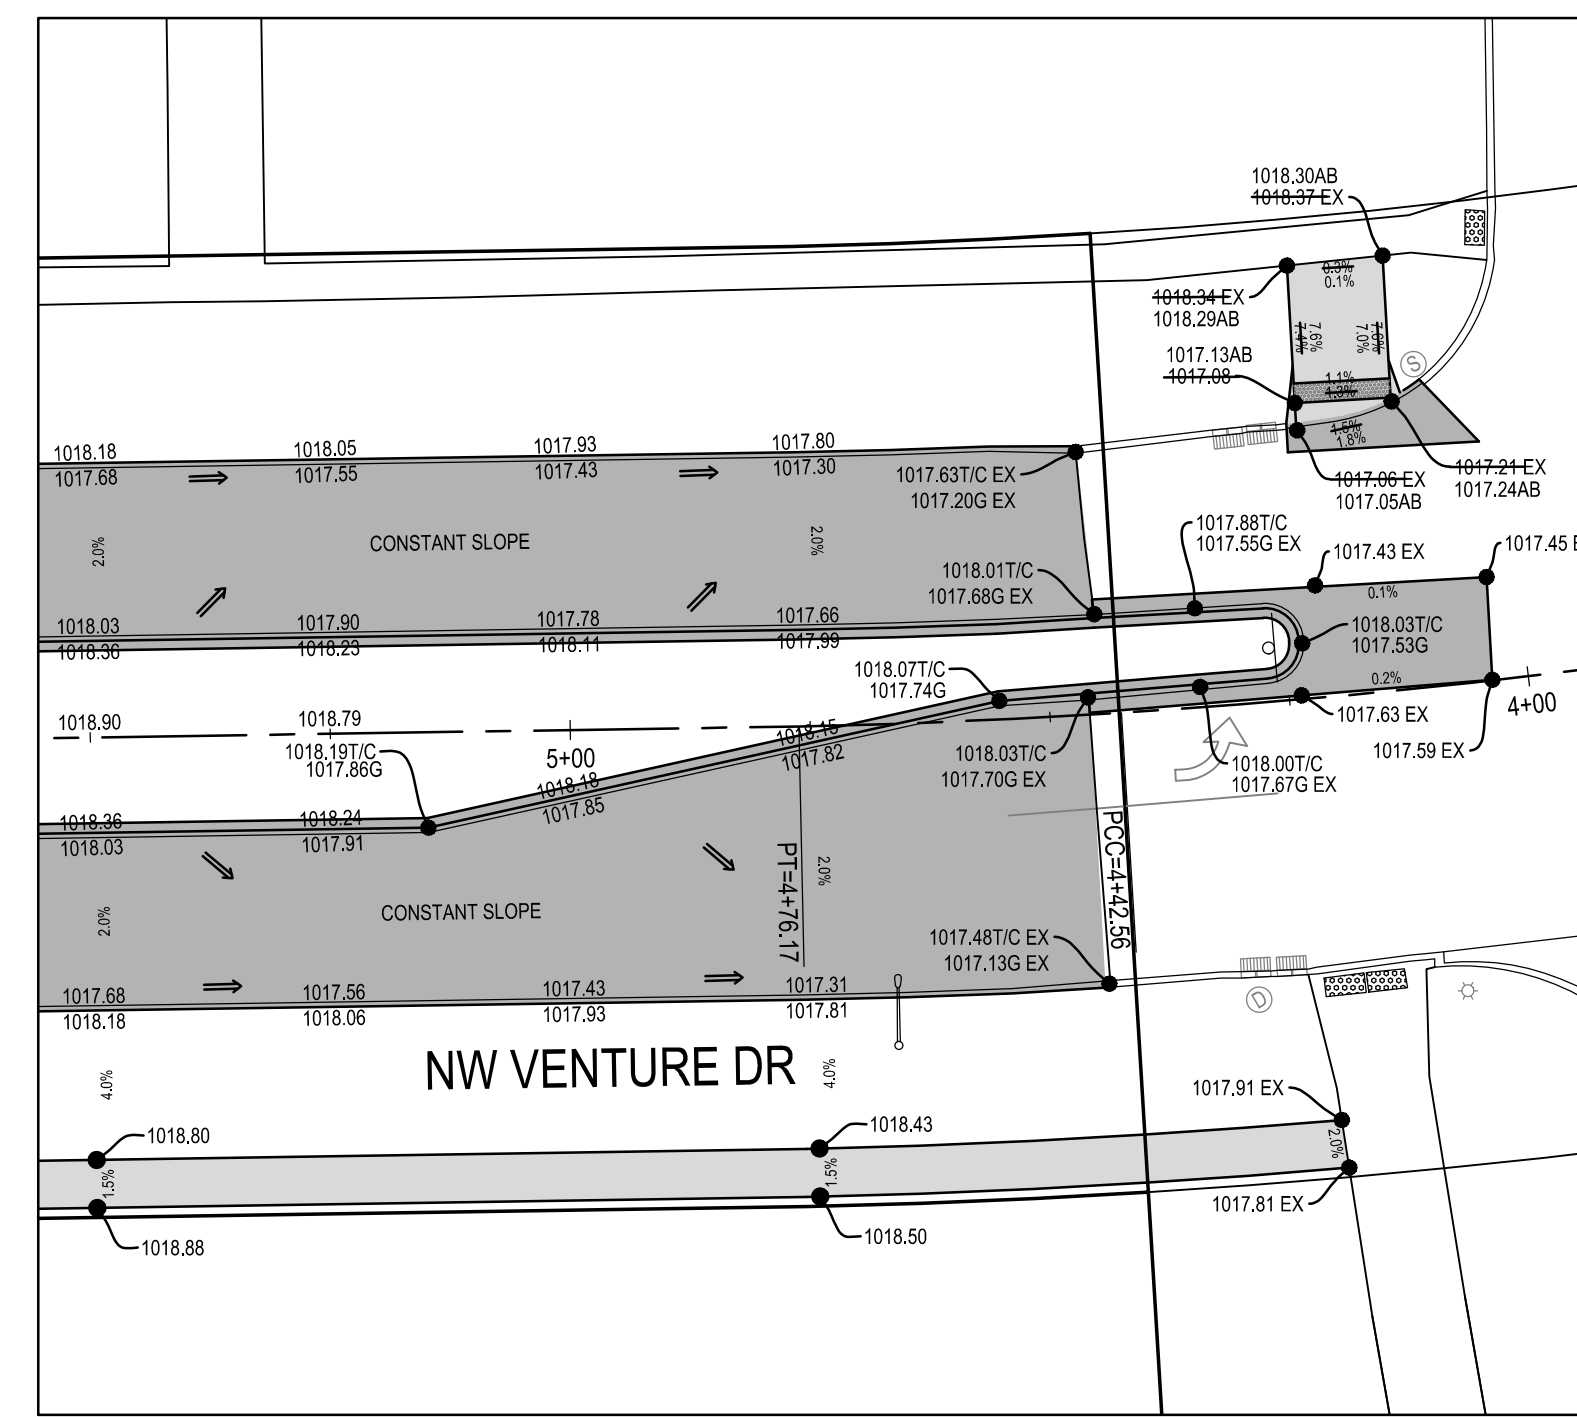 1018.30AB
1018.37 EX
0.3%
0.1%
1018.34 EX
1018.29AB
7.4%
7.6%
7.0%
1017.13AB
1017.08
S
1.1%
1.3%
1.5%
1.8%
1017.21 EX
1017.24AB
1017.06 EX
1017.05AB
1018.18
1018.05
1017.93
1017.80
1017.68
1017.55
1017.43
1017.30
1017.63T/C EX
1017.20G EX
2.0%
CONSTANT SLOPE
2.0%
1017.88T/C
1017.55G EX
1017.43 EX
1017.45
0.1%
1018.01T/C
1017.68G EX
1018.03
1017.90
1017.78
1017.66
1018.36
1018.23
1018.11
1017.99
1018.03T/C
1017.53G
0.2%
1018.07T/C
1017.74G
4+00
1018.90
1018.79
1018.15
1017.82
1017.63 EX
1017.59 EX
1018.19T/C
1017.86G
5+00
1018.18
1017.85
1018.03T/C
1017.70G EX
1018.00T/C
1017.67G EX
1018.36
1018.24
1018.03
1017.91
PT=4+76.17
2.0%
PCC=4+42.56
2.0%
CONSTANT SLOPE
1017.48T/C EX
1017.13G EX
1017.68
1017.56
1017.43
1017.31
1018.18
1018.06
1017.93
1017.81
D
NW VENTURE DR
4.0%
4.0%
1017.91 EX
1018.80
1018.43
2.0%
1.5%
1.5%
1017.81 EX
1018.88
1018.50